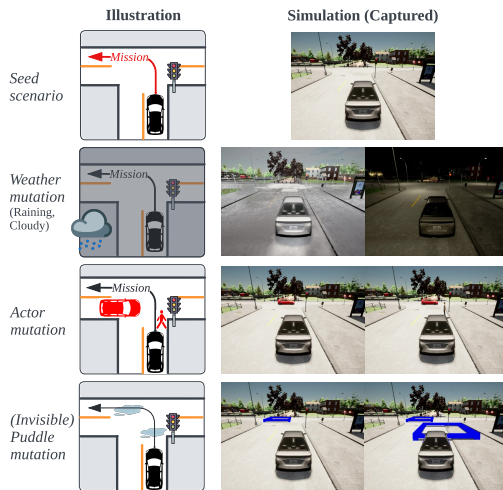 Illustration
Simulation (Captured)
Seed
scenario
Mission
Weather
mutation
(Raining,
Cloudy)
Mission
Actor
mutation
Mission
(Invisible)
Puddle
mutation